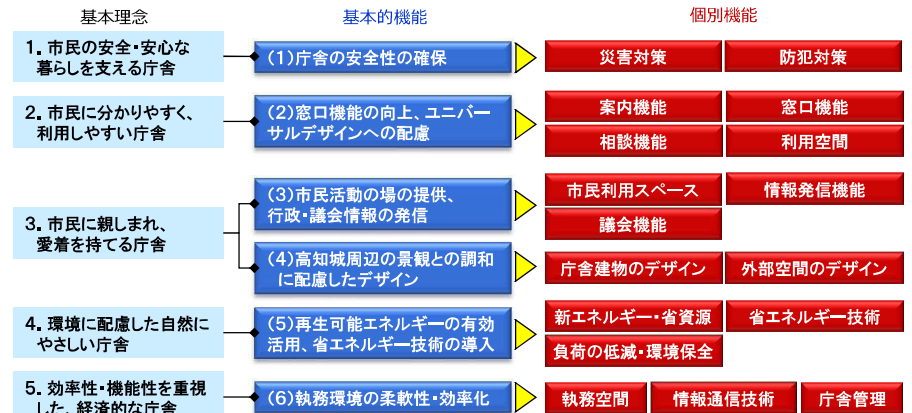 基本理念
基本的機能
個別機能
1. 市民の安全・安心な
暮らしを支える庁舎
(1)庁舎の安全性の確保
災害対策
防犯対策
2. 市民に分かりやすく、
利用しやすい庁舎
(2)窓口機能の向上、ユニバー
サルデザインへの配慮
案内機能
窓口機能
相談機能
利用空間
3. 市民に親しまれ、
愛着を持てる庁舎
(3)市民活動の場の提供、
行政・議会情報の発信
市民利用スペース
情報発信機能
議会機能
(4)高知城周辺の景観との調和
に配慮したデザイン
庁舎建物のデザイン
外部空間のデザイン
4. 環境に配慮した自然に
やさしい庁舎
(5)再生可能エネルギーの有効
活用、省エネルギー技術の導入
新エネルギー・省資源
省エネルギー技術
負荷の低減・環境保全
5. 効率性・機能性を重視
した、経済的な庁舎
(6)執務環境の柔軟性・効率化
執務空間
情報通信技術
庁舎管理